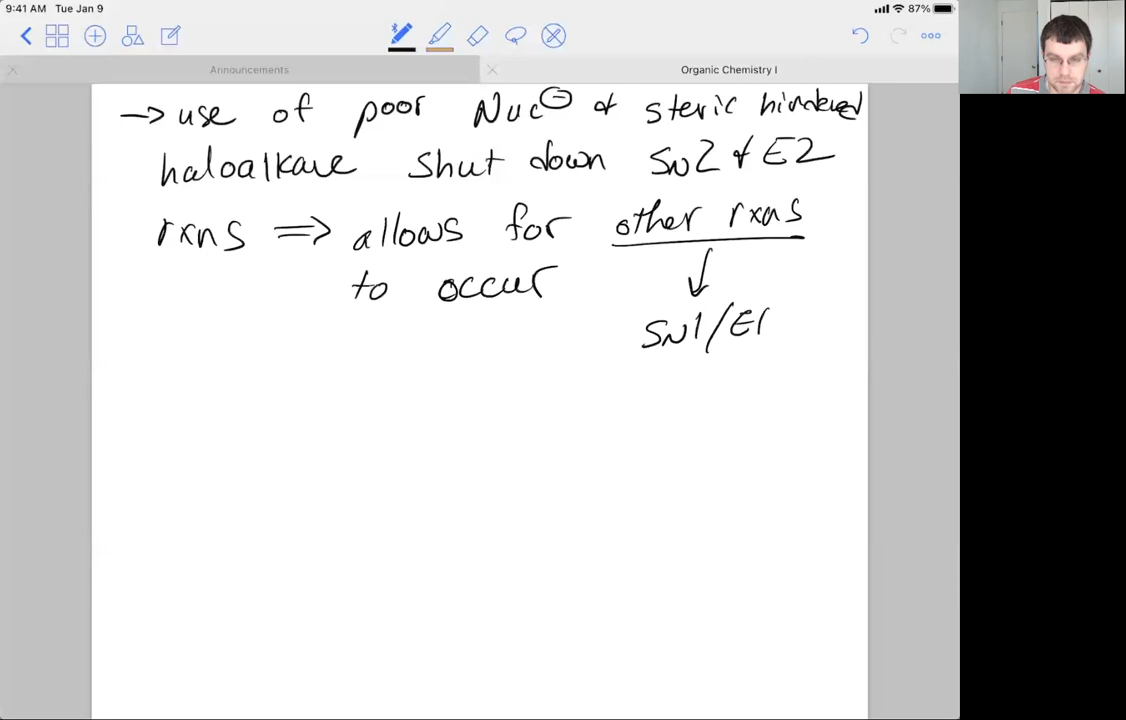 9:41 AM Tue Jan 9
87%
Announcements
Organic Chemistry I
→ use of poor Nuc⊖ & steric hindered
haloalkane shut down SN2 & E2
rxns ⇒ allows for other rxns
to occur
↓
SN1/E1